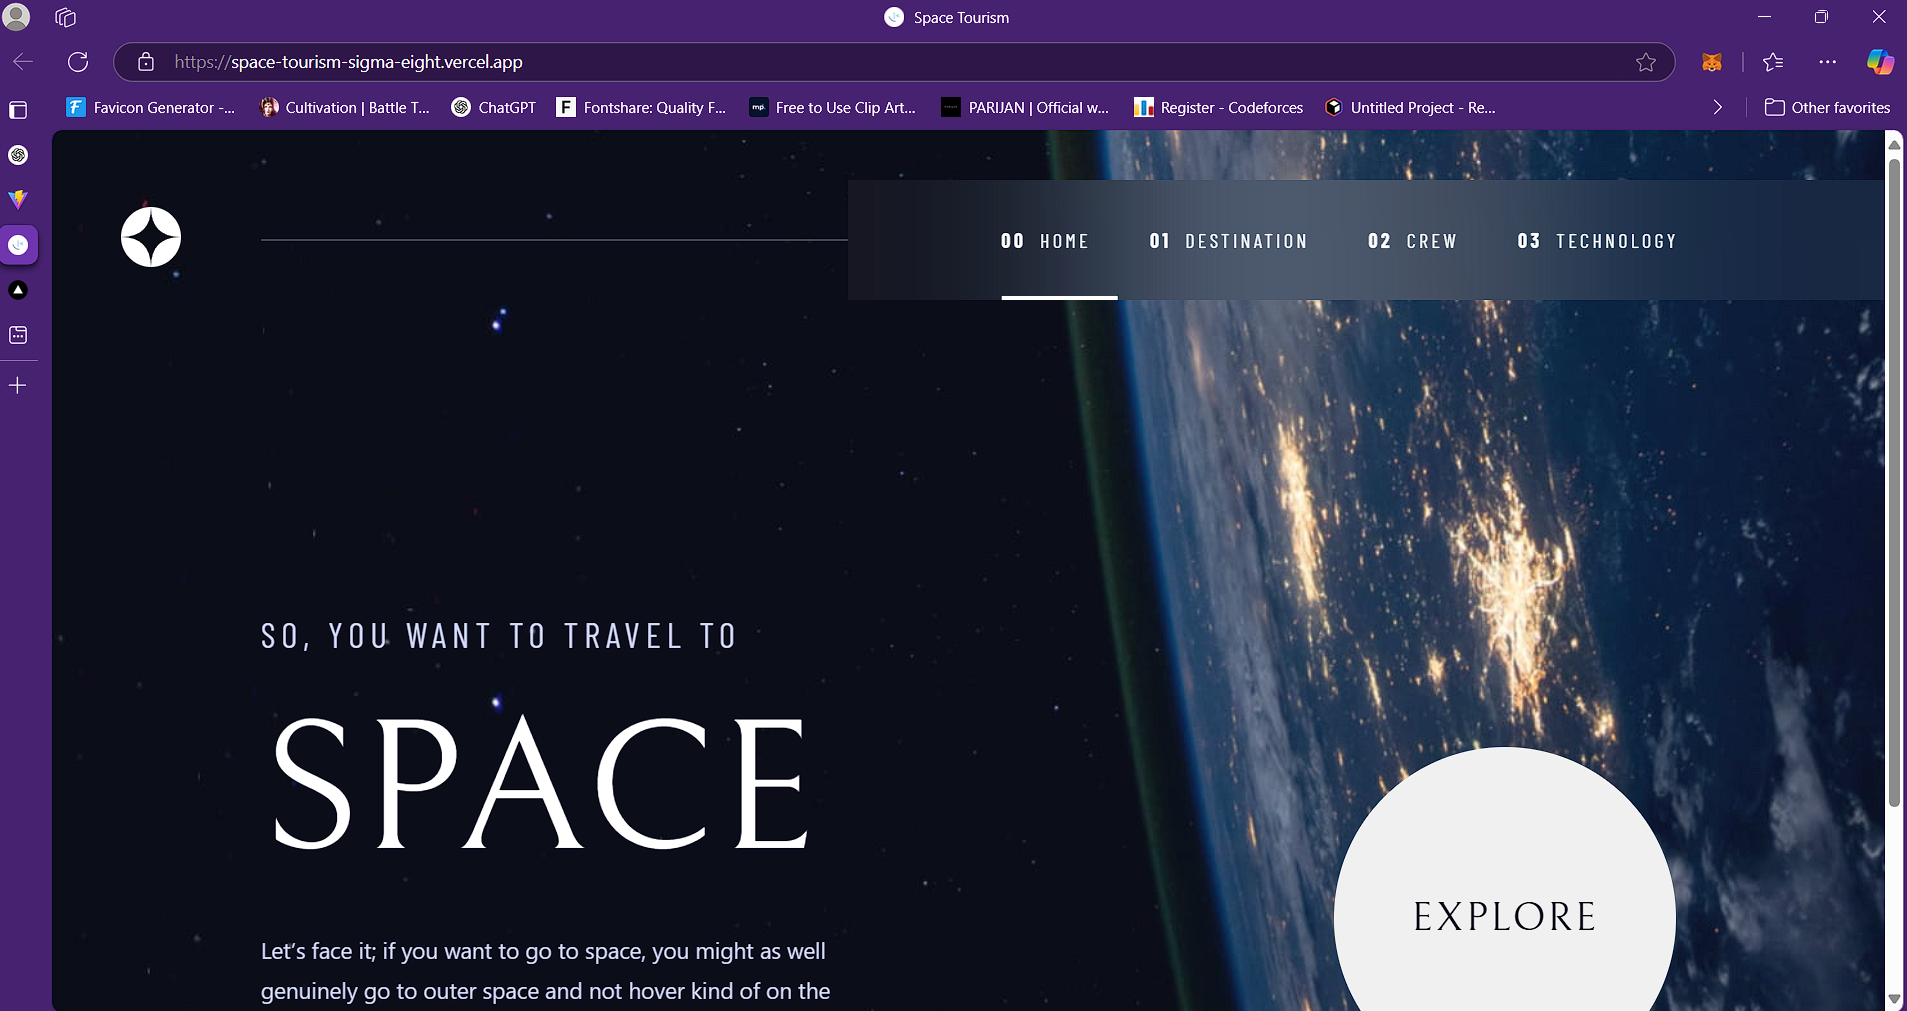 Space Tourism
https://space-tourism-sigma-eight.vercel.app
Favicon Generator -... Cultivation | Battle T... ChatGPT Fontshare: Quality F... mp. Free to Use Clip Art... PARIJAN | Official w... Register - Codeforces Untitled Project - Re... Other favorites
00 HOME 01 DESTINATION 02 CREW 03 TECHNOLOGY
SO, YOU WANT TO TRAVEL TO
SPACE
EXPLORE
Let’s face it; if you want to go to space, you might as well
genuinely go to outer space and not hover kind of on the